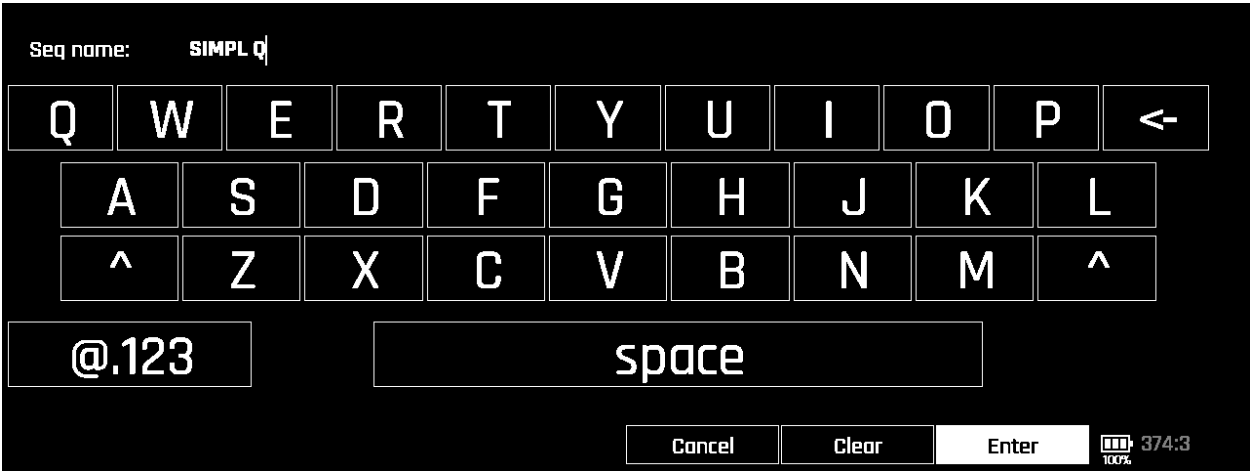 Seq name: SIMPL Q
Q W E R T Y U I O P <-
A S D F G H J K L
^ Z X C V B N M ^
@.123 space
Cancel Clear Enter 100% 374:3